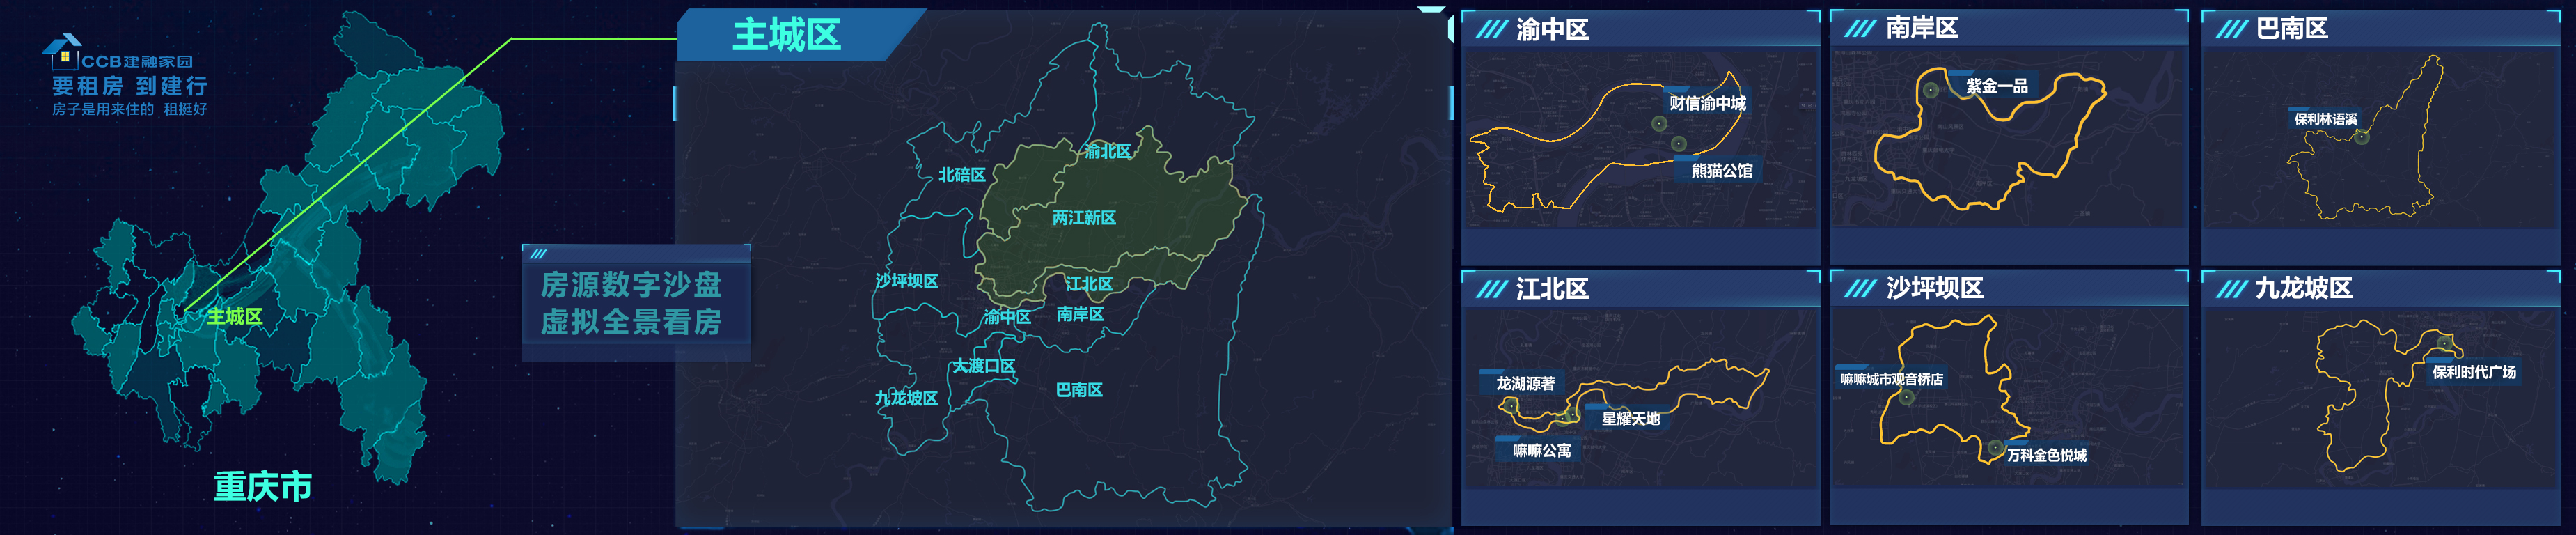 CCB建融家园
要租房 到建行
房子是用来住的 租挺好
主城区
重庆市
房源数字沙盘
虚拟全景看房
主城区
渝北区
北碚区
两江新区
沙坪坝区
江北区
渝中区
南岸区
大渡口区
九龙坡区
巴南区
渝中区
财信渝中城
熊猫公馆
南岸区
紫金一品
巴南区
保利林语溪
江北区
龙湖源著
星耀天地
嘛嘛公寓
沙坪坝区
嘛嘛城市观音桥店
万科金色悦城
九龙坡区
保利时代广场